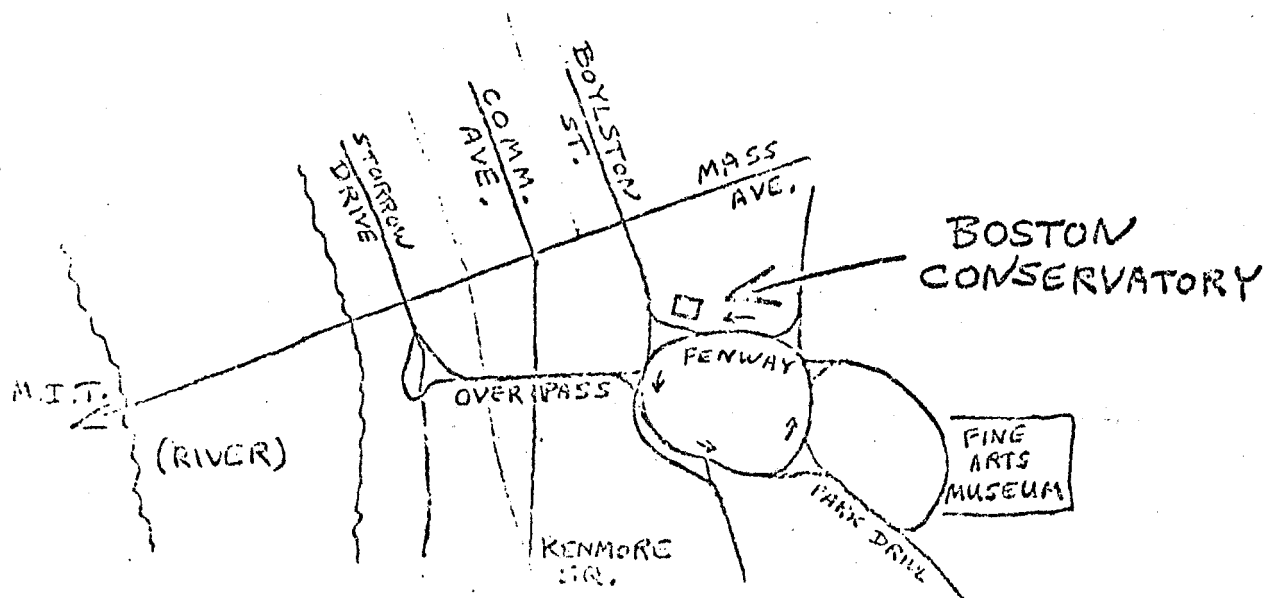 BOYLSTON
ST.
COMM.
AVE.
STORROW
DRIVE
MASS
AVE.
BOSTON
CONSERVATORY
FENWAY
M.I.T.
OVERPASS
(RIVER)
FINE
ARTS
MUSEUM
PARK DRIVE
KENMORE
SQ.